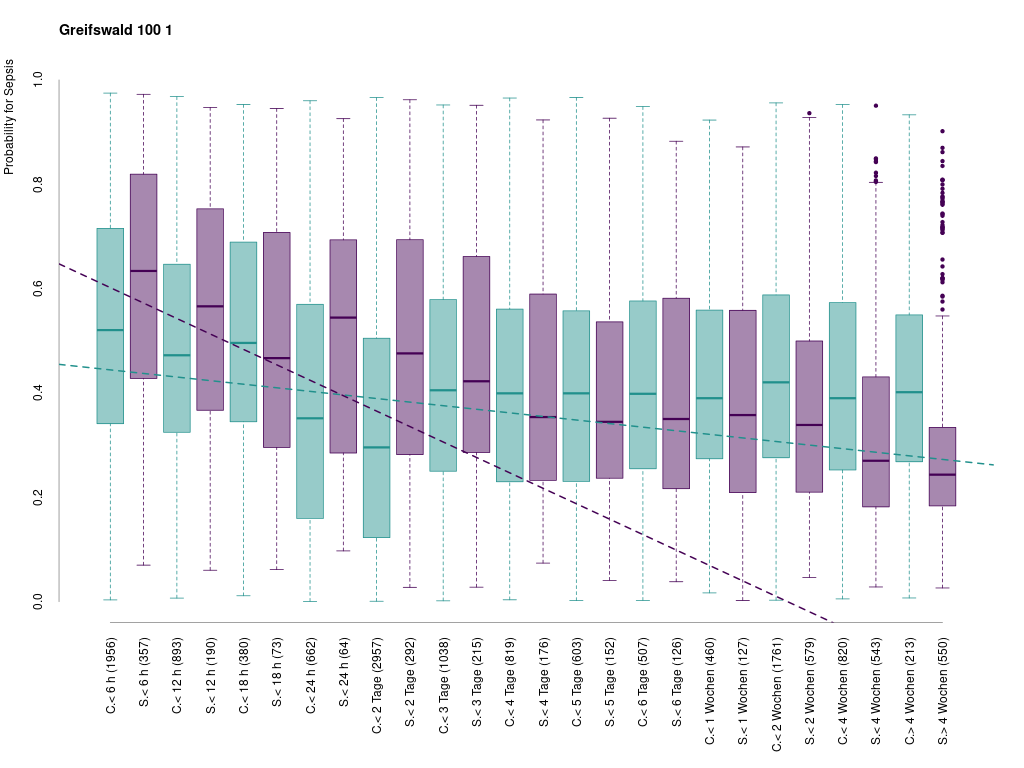 Greifswald 100 1
Probability for Sepsis
1.0
0.8
0.6
0.4
0.2
0.0
C.< 6 h (1956)
S.< 6 h (357)
C.< 12 h (893)
S.< 12 h (190)
C.< 18 h (380)
S.< 18 h (73)
C.< 24 h (662)
S.< 24 h (64)
C.< 2 Tage (2957)
S.< 2 Tage (292)
C.< 3 Tage (1038)
S.< 3 Tage (215)
C.< 4 Tage (819)
S.< 4 Tage (176)
C.< 5 Tage (603)
S.< 5 Tage (152)
C.< 6 Tage (507)
S.< 6 Tage (126)
C.< 1 Wochen (460)
S.< 1 Wochen (127)
C.< 2 Wochen (1761)
S.< 2 Wochen (579)
C.< 4 Wochen (820)
S.< 4 Wochen (543)
C.> 4 Wochen (213)
S.> 4 Wochen (550)